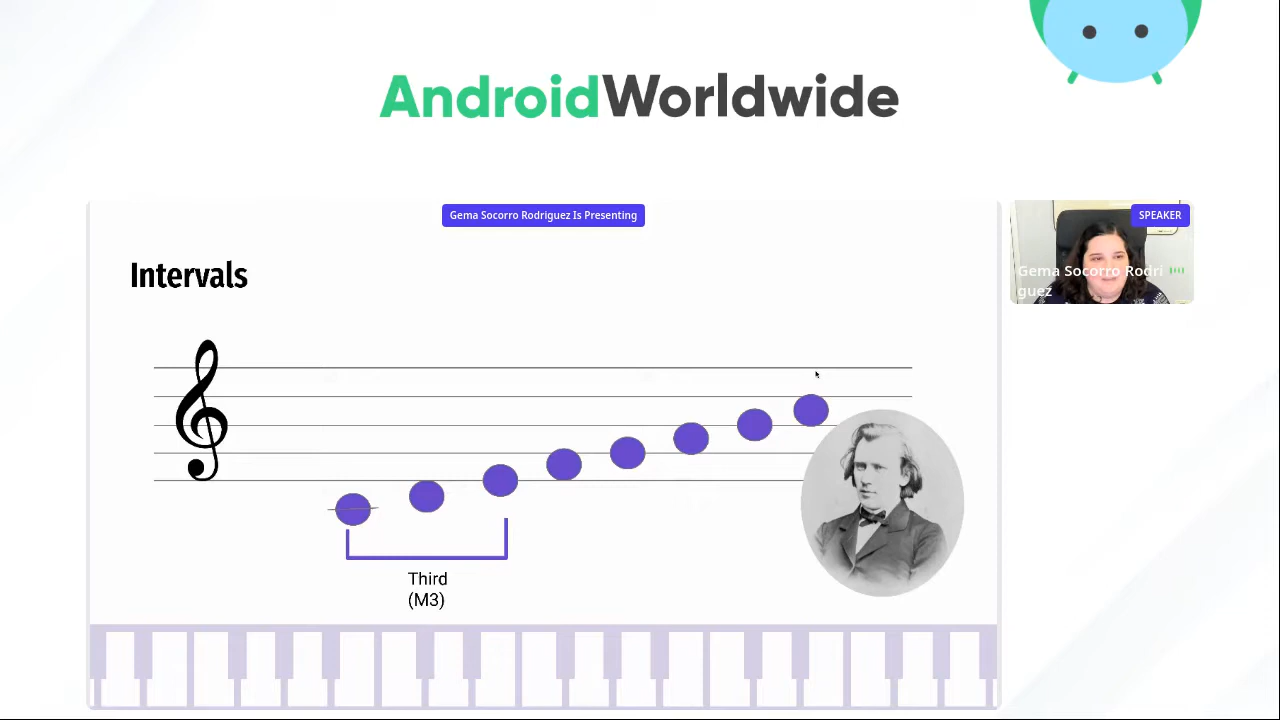 AndroidWorldwide
Gema Socorro Rodriguez Is Presenting
SPEAKER
Gema Socorro Rodri
guez
Intervals
Third
(M3)